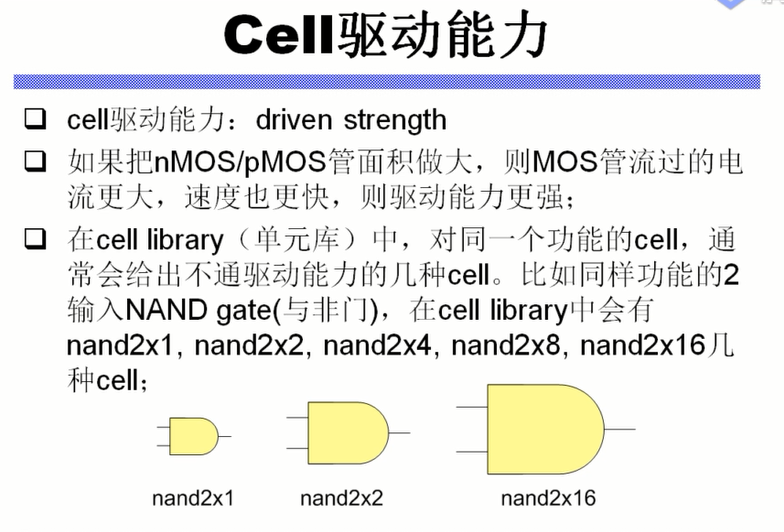 Cell驱动能力
❑ cell驱动能力：driven strength
❑ 如果把nMOS/pMOS管面积做大，则MOS管流过的电
流更大，速度也更快，则驱动能力更强；
❑ 在cell library（单元库）中，对同一个功能的cell，通
常会给出不通驱动能力的几种cell。比如同样功能的2
输入NAND gate(与非门)，在cell library中会有
nand2x1, nand2x2, nand2x4, nand2x8, nand2x16几
种cell；
nand2x1 nand2x2 nand2x16